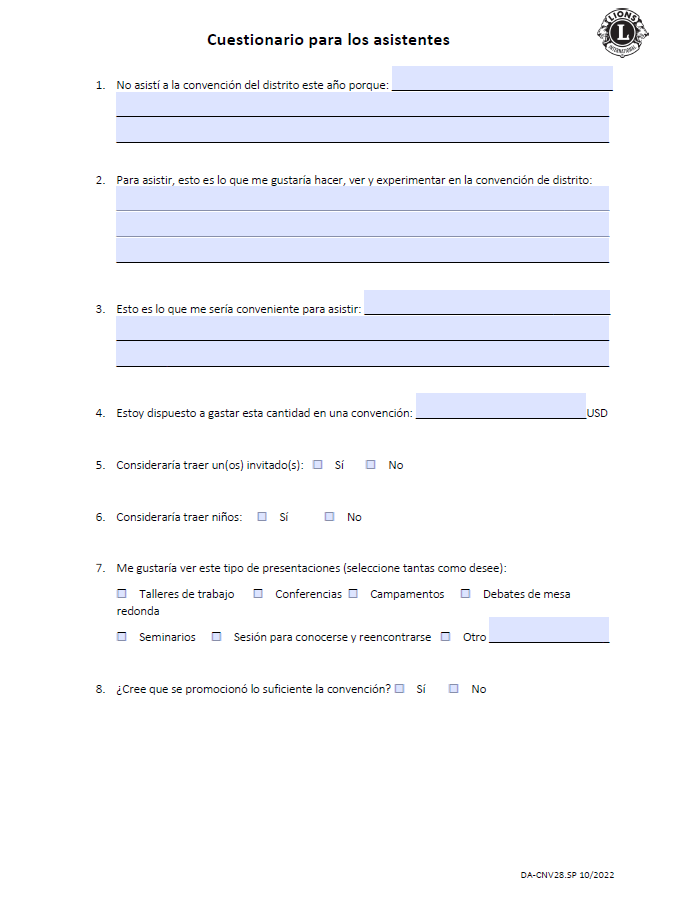 Cuestionario para los asistentes
LIONS
L
INTERNATIONAL
1. No asistí a la convención del distrito este año porque:
2. Para asistir, esto es lo que me gustaría hacer, ver y experimentar en la convención de distrito:
3. Esto es lo que me sería conveniente para asistir:
4. Estoy dispuesto a gastar esta cantidad en una convención: USD
5. Consideraría traer un(os) invitado(s): Sí No
6. Consideraría traer niños: Sí No
7. Me gustaría ver este tipo de presentaciones (seleccione tantas como desee):
Talleres de trabajo Conferencias Campamentos Debates de mesa
redonda
Seminarios Sesión para conocerse y reencontrarse Otro
8. ¿Cree que se promocionó lo suficiente la convención? Sí No
DA-CNV28.SP 10/2022